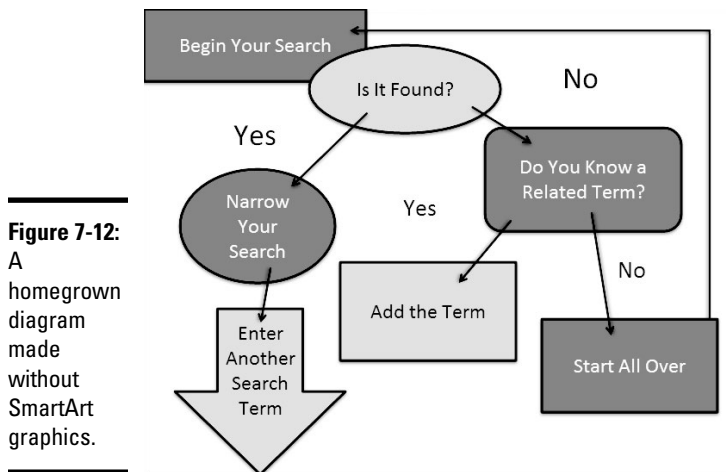 Begin Your Search
Is It Found?
No
Yes
Do You Know a
Related Term?
Narrow
Your
Search
Yes
No
Add the Term
Enter
Another
Search
Term
Start All Over
Figure 7-12:
A
homegrown
diagram
made
without
SmartArt
graphics.